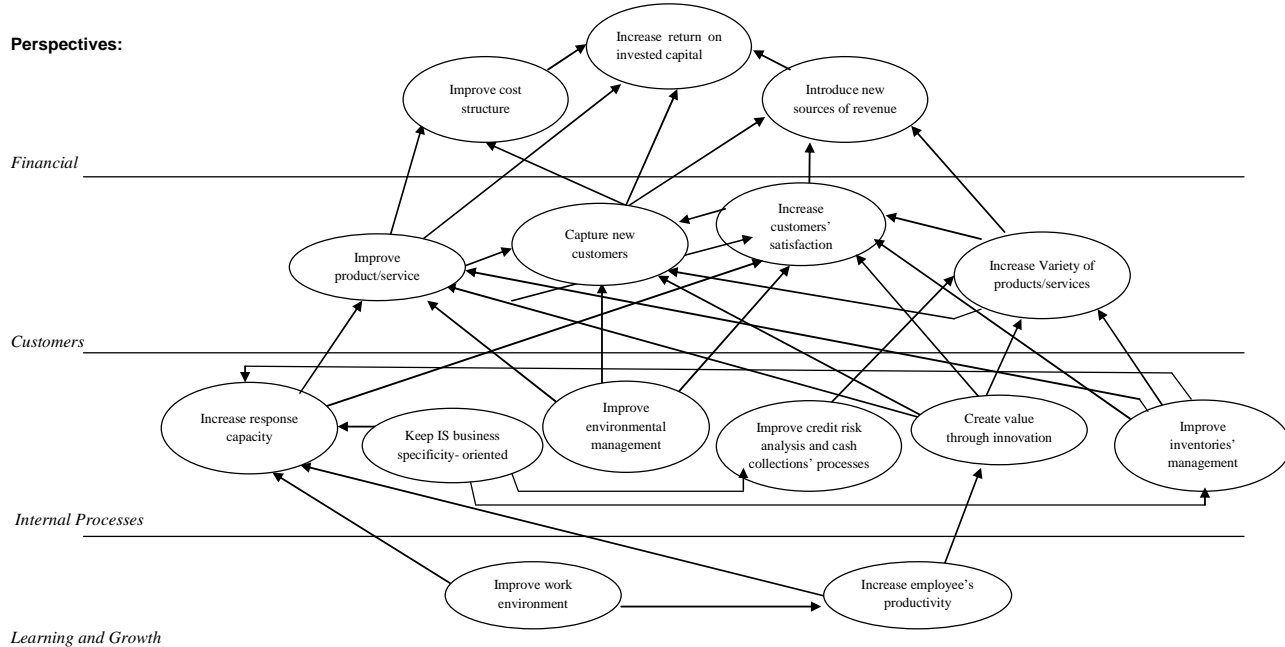 Perspectives:
Increase return on
invested capital
Improve cost
structure
Introduce new
sources of revenue
Financial
Improve
product/service
Capture new
customers
Increase
customers'
satisfaction
Increase Variety of
products/services
Customers
Increase response
capacity
Keep IS business
specificity- oriented
Improve
environmental
management
Improve credit risk
analysis and cash
collections' processes
Create value
through innovation
Improve
inventories'
management
Internal Processes
Improve work
environment
Increase employee's
productivity
Learning and Growth